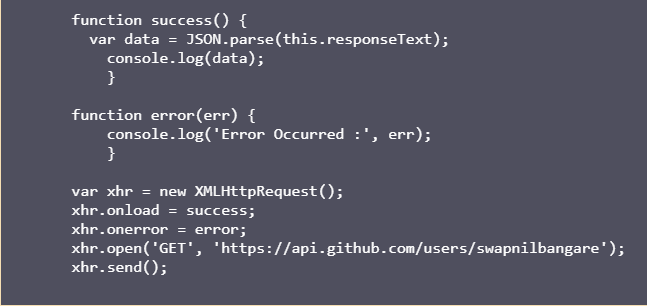 function success() {
var data = JSON.parse(this.responseText);
console.log(data);
}
function error(err) {
console.log('Error Occurred :', err);
}
var xhr = new XMLHttpRequest();
xhr.onload = success;
xhr.onerror = error;
xhr.open('GET', 'https://api.github.com/users/swapnilbangare');
xhr.send();